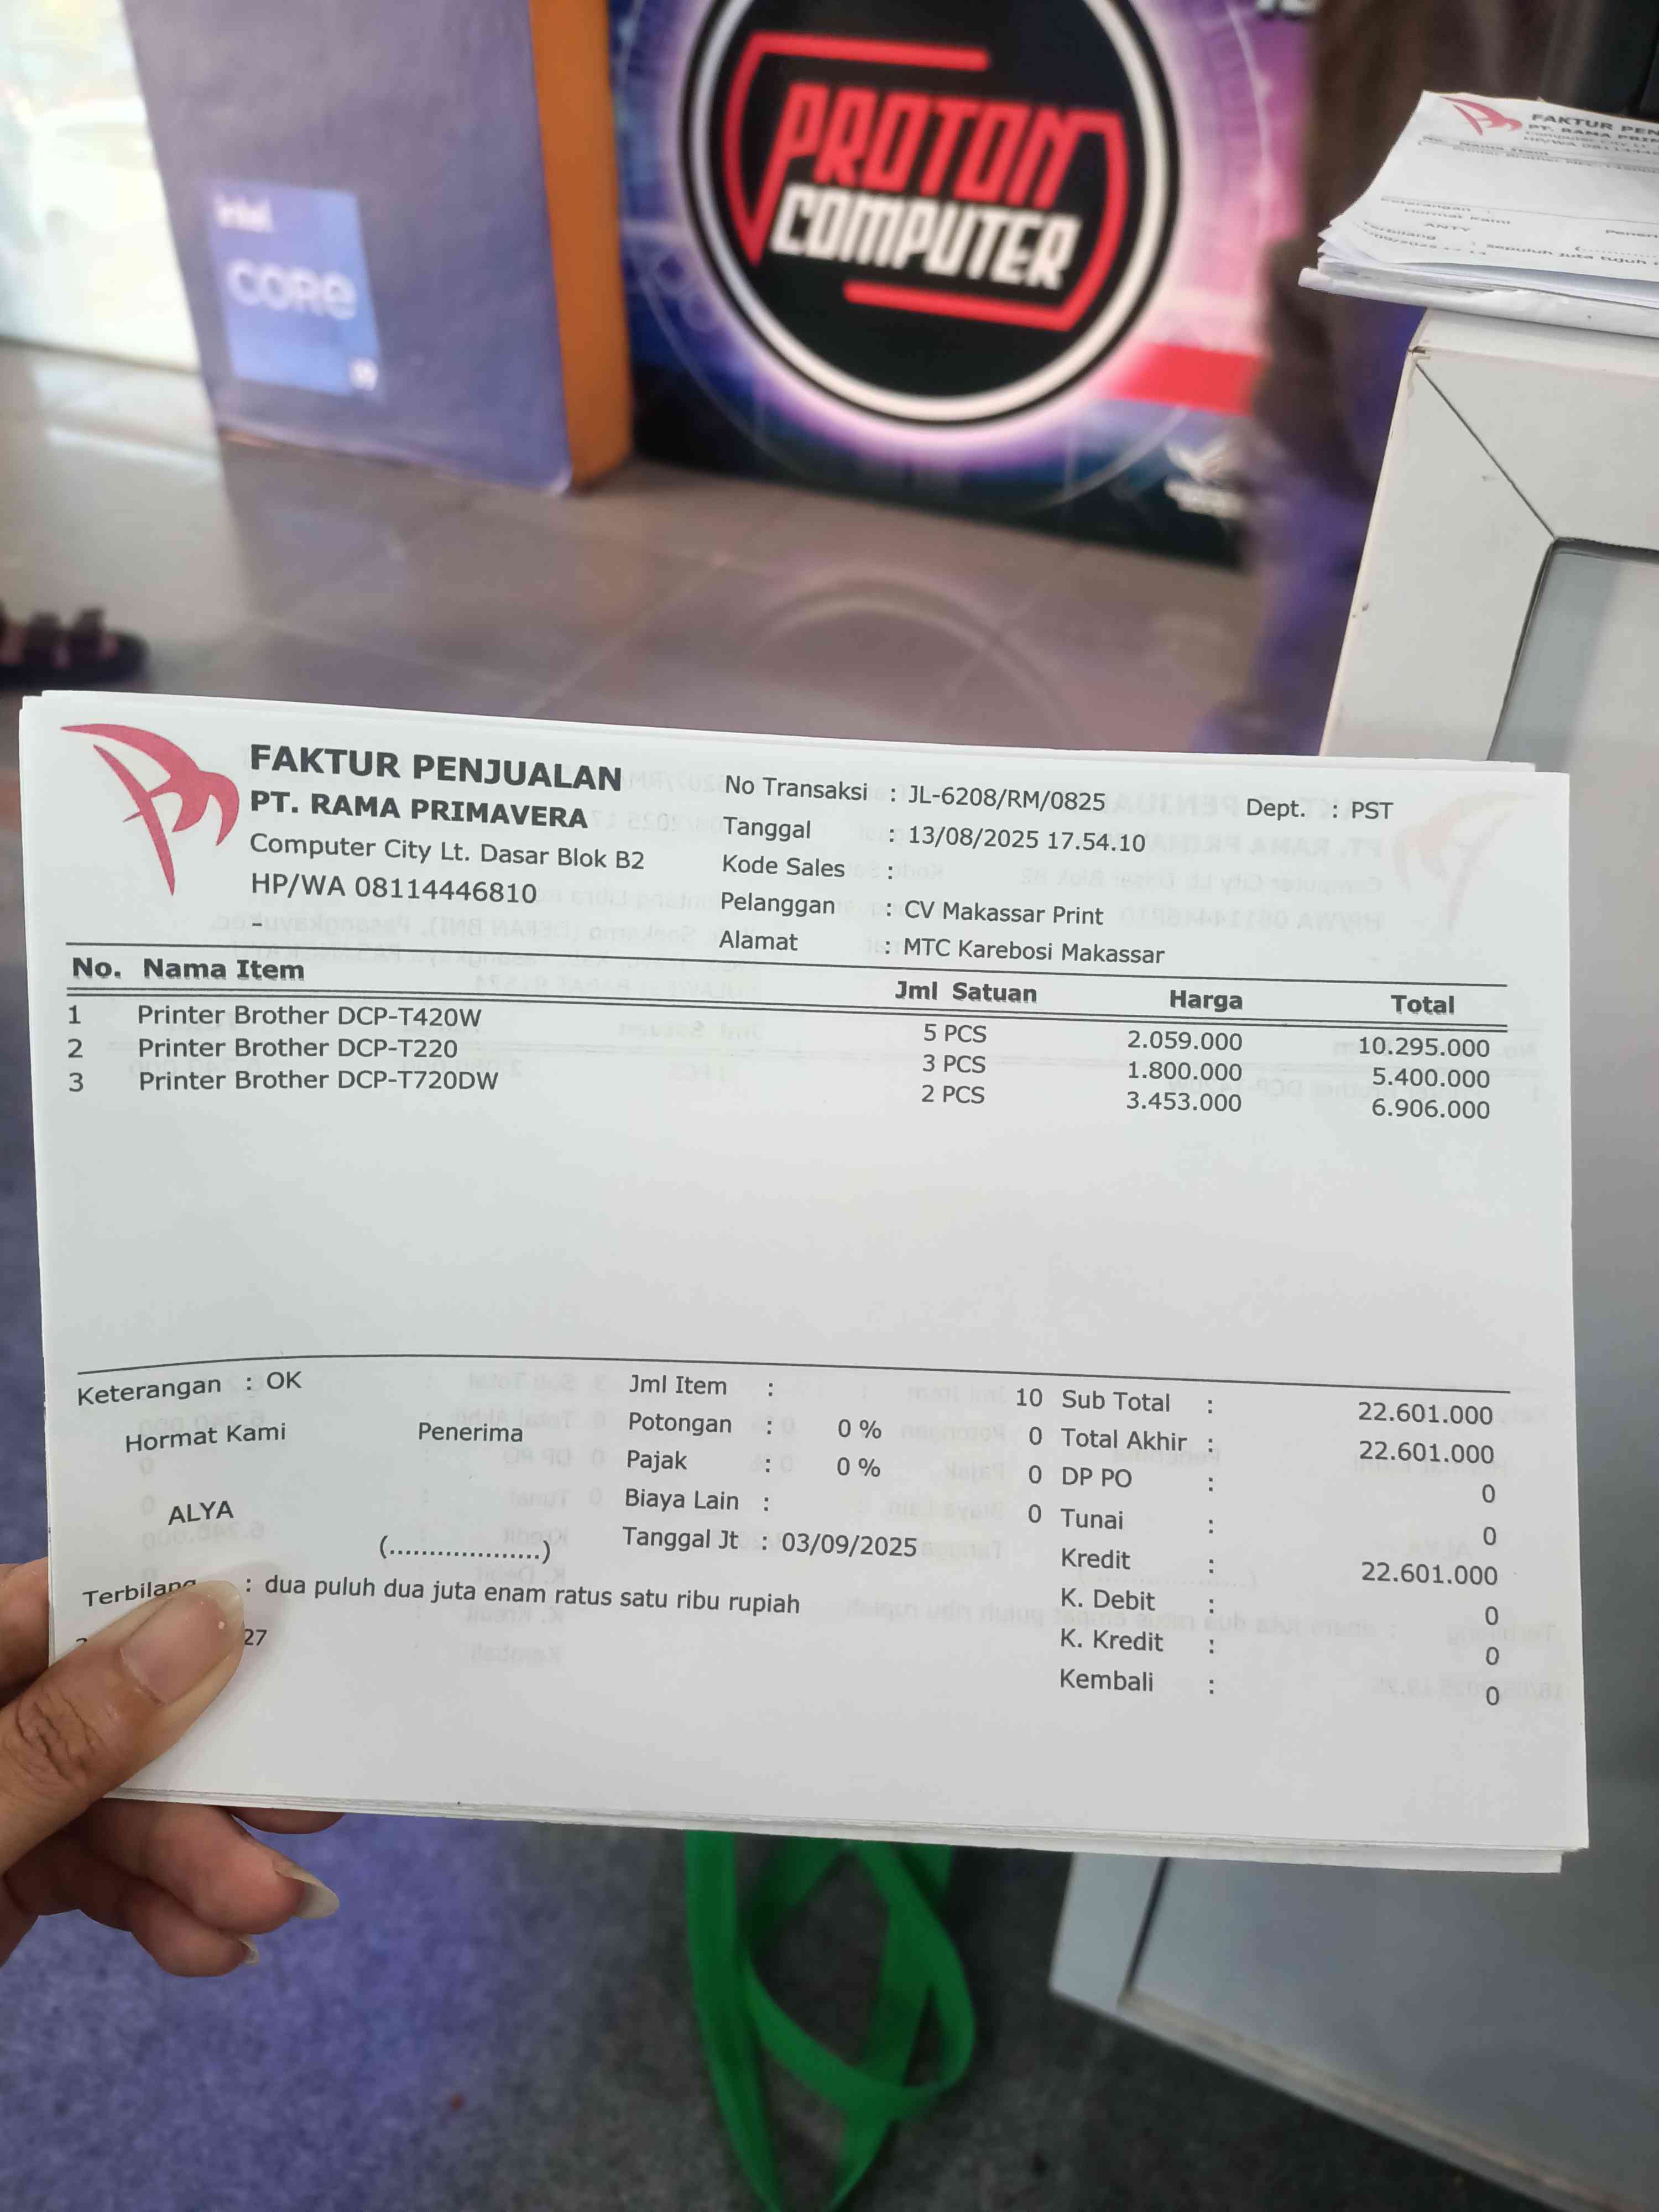 PROTON
COMPUTER
intel
CORE
i9
FAKTUR PEN
PT. RAMA PRI
ANTY
FAKTUR PENJUALAN
PT. RAMA PRIMAVERA
Computer City Lt. Dasar Blok B2
HP/WA 08114446810
-
No Transaksi : JL-6208/RM/0825 Dept. : PST
Tanggal : 13/08/2025 17.54.10
Kode Sales :
Pelanggan : CV Makassar Print
Alamat : MTC Karebosi Makassar
No. Nama Item Jml Satuan Harga Total
1 Printer Brother DCP-T420W 5 PCS 2.059.000 10.295.000
2 Printer Brother DCP-T220 3 PCS 1.800.000 5.400.000
3 Printer Brother DCP-T720DW 2 PCS 3.453.000 6.906.000
Keterangan : OK
Hormat Kami Penerima
ALYA
(...................)
Jml Item : 10
Potongan : 0 % 0
Pajak : 0 % 0
Biaya Lain : 0
Tanggal Jt : 03/09/2025
Sub Total : 22.601.000
Total Akhir : 22.601.000
DP PO : 0
Tunai : 0
Kredit : 22.601.000
K. Debit : 0
K. Kredit : 0
Kembali : 0
Terbilang : dua puluh dua juta enam ratus satu ribu rupiah
27